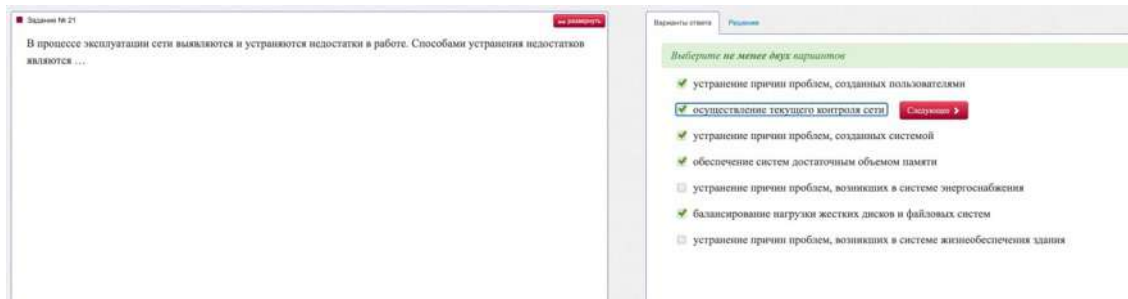 Задание № 21
развернуть
В процессе эксплуатации сети выявляются и устраняются недостатки в работе. Способами устранения недостатков
являются …
Варианты ответа
Решение
Выберите не менее двух вариантов
устранение причин проблем, созданных пользователями
осуществление текущего контроля сети
Следующее
устранение причин проблем, созданных системой
обеспечение систем достаточным объемом памяти
устранение причин проблем, возникших в системе энергоснабжения
балансирование нагрузки жестких дисков и файловых систем
устранение причин проблем, возникших в системе жизнеобеспечения здания